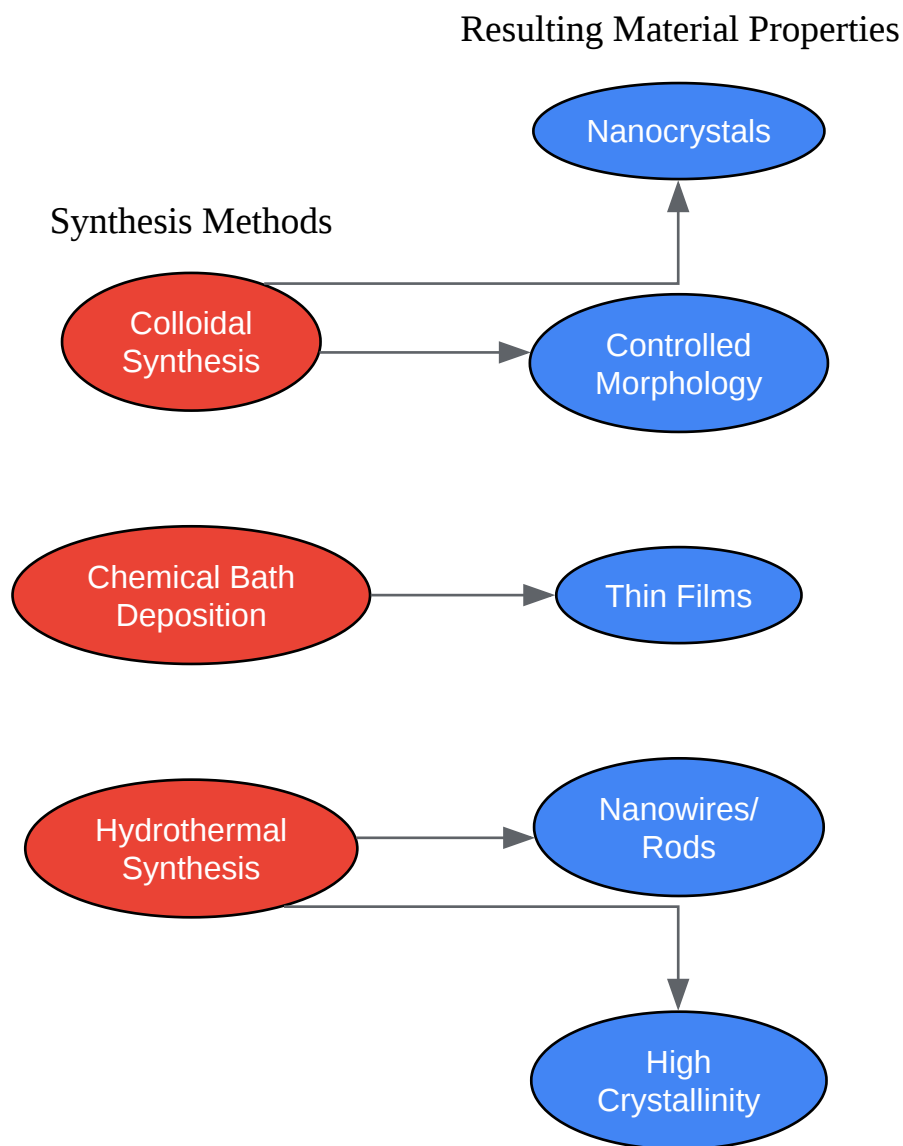 Resulting Material Properties
Nanocrystals
Synthesis Methods
Colloidal
Synthesis
Controlled
Morphology
Chemical Bath
Deposition
Thin Films
Hydrothermal
Synthesis
Nanowires/
Rods
High
Crystallinity